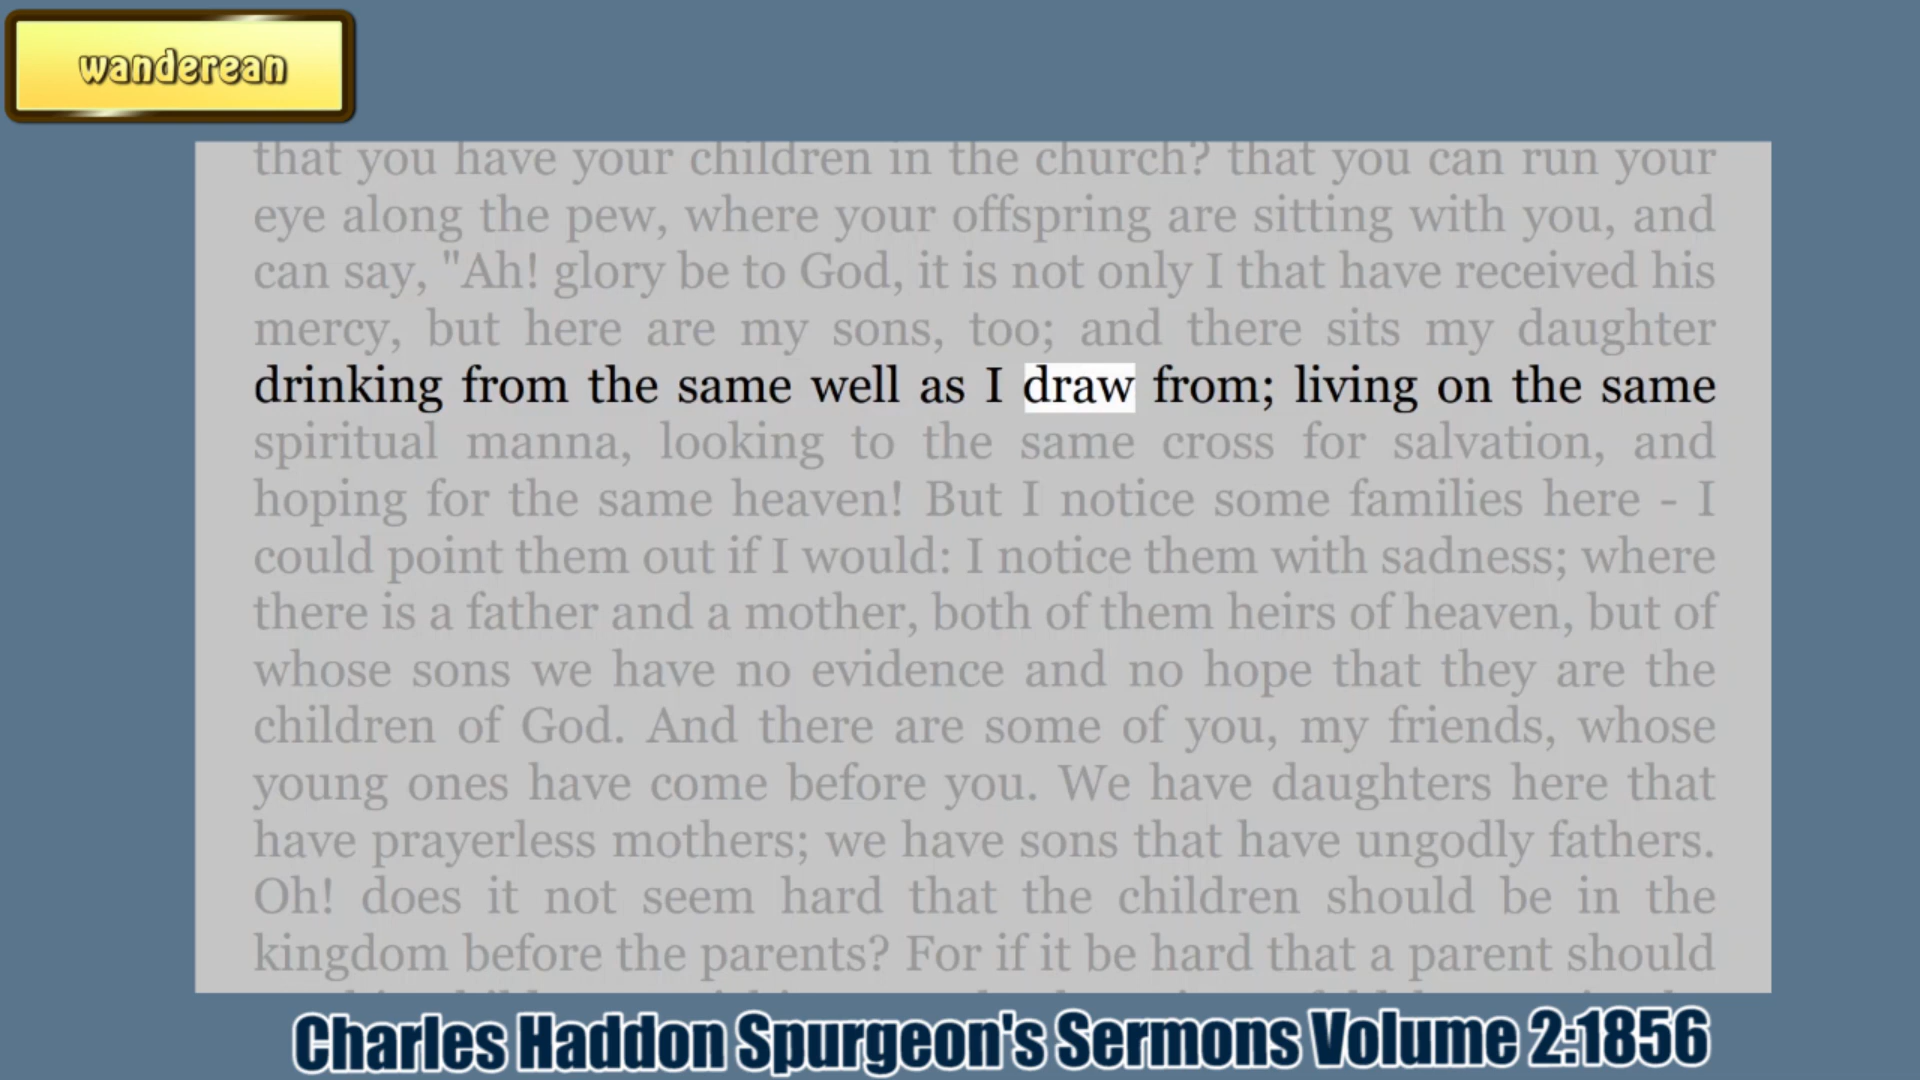 wanderean
that you have your children in the church? that you can run your
eye along the pew, where your offspring are sitting with you, and
can say, "Ah! glory be to God, it is not only I that have received his
mercy, but here are my sons, too; and there sits my daughter
drinking from the same well as I draw from; living on the same
spiritual manna, looking to the same cross for salvation, and
hoping for the same heaven! But I notice some families here - I
could point them out if I would: I notice them with sadness; where
there is a father and a mother, both of them heirs of heaven, but of
whose sons we have no evidence and no hope that they are the
children of God. And there are some of you, my friends, whose
young ones have come before you. We have daughters here that
have prayerless mothers; we have sons that have ungodly fathers.
Oh! does it not seem hard that the children should be in the
kingdom before the parents? For if it be hard that a parent should
Charles Haddon Spurgeon's Sermons Volume 2:1856